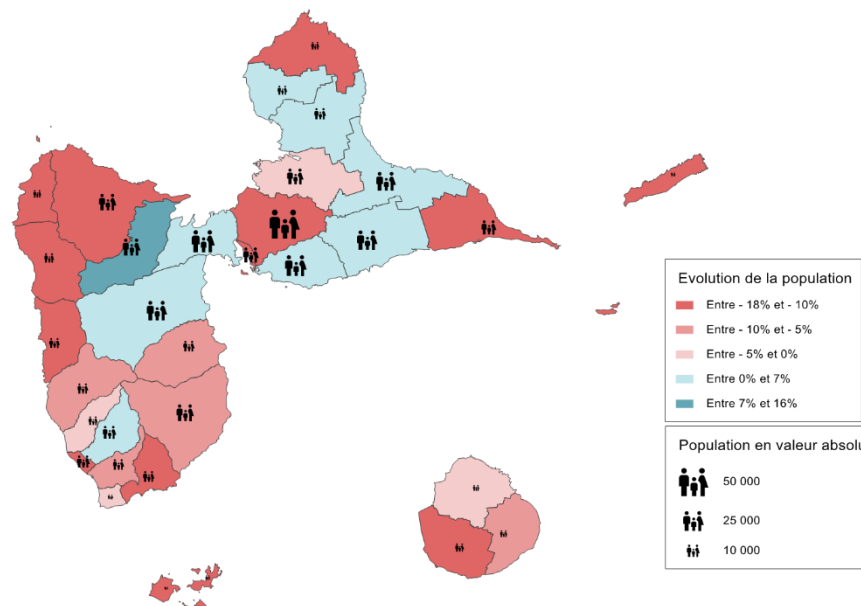 Evolution de la population
Entre - 18% et - 10%
Entre - 10% et - 5%
Entre - 5% et 0%
Entre 0% et 7%
Entre 7% et 16%
Population en valeur absolu
50 000
25 000
10 000